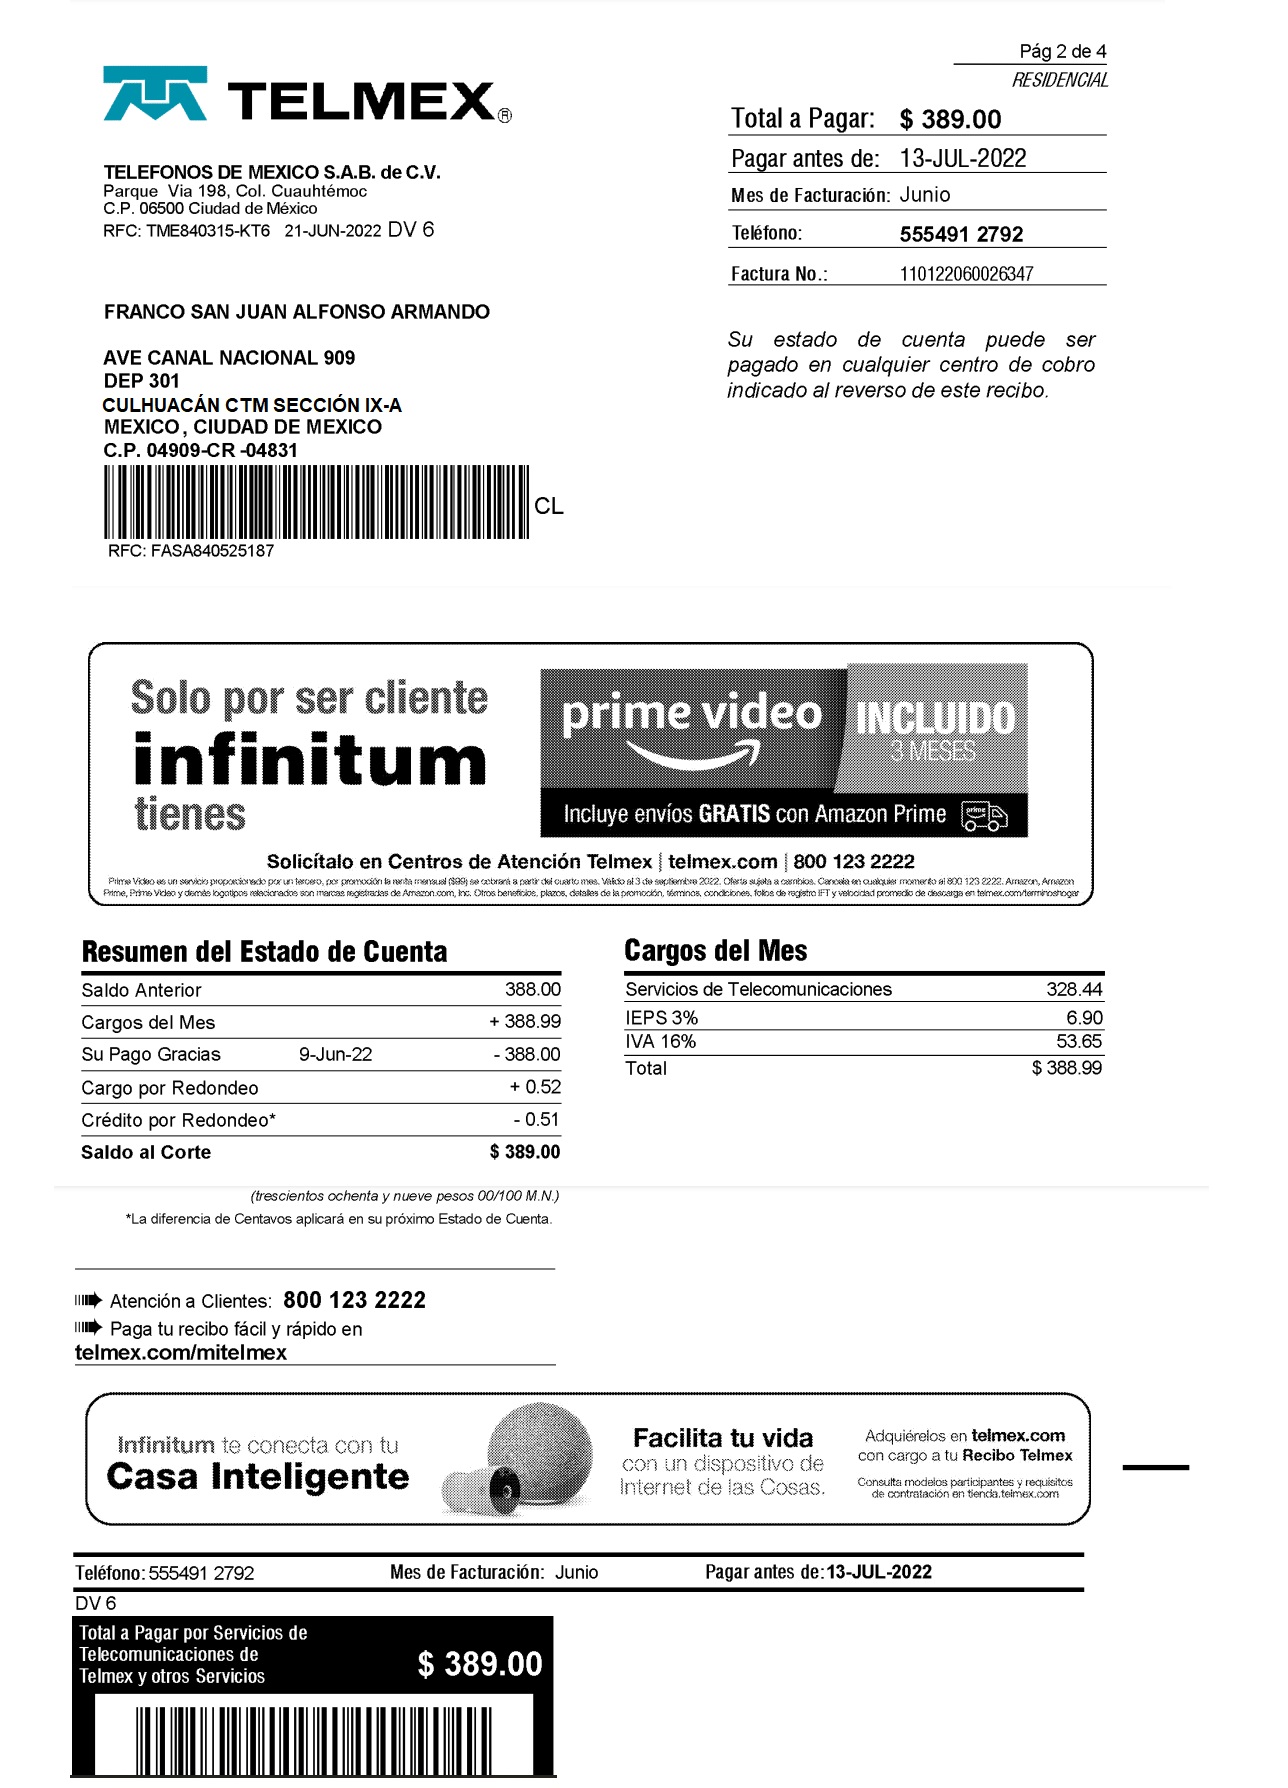 Pág 2 de 4
RESIDENCIAL
TELMEX®
Total a Pagar: $ 389.00
Pagar antes de: 13-JUL-2022
Mes de Facturación: Junio
Teléfono: 555491 2792
Factura No.: 110122060026347
TELEFONOS DE MEXICO S.A.B. de C.V.
Parque Via 198, Col. Cuauhtémoc
C.P. 06500 Ciudad de México
RFC: TME840315-KT6 21-JUN-2022 DV 6
FRANCO SAN JUAN ALFONSO ARMANDO
AVE CANAL NACIONAL 909
DEP 301
CULHUACÁN CTM SECCIÓN IX-A
MEXICO, CIUDAD DE MEXICO
C.P. 04909-CR -04831
CL
RFC: FASA840525187
Su estado de cuenta puede ser
pagado en cualquier centro de cobro
indicado al reverso de este recibo.
Solo por ser cliente
infinitum
tienes
prime video
INCLUIDO
3 MESES
Incluye envíos GRATIS con Amazon Prime
prime
Solicítalo en Centros de Atención Telmex | telmex.com | 800 123 2222
Prime Video es un servicio proporcionado por un tercero, por promoción la renta mensual ($99) se cobrará a partir del cuarto mes. Válido al 3 de septiembre 2022. Oferta sujeta a cambios. Cancela en cualquier momento al 800 123 2222. Amazon, Amazon
Prime, Prime Video y demás logotipos relacionados son marcas registradas de Amazon.com, Inc. Otros beneficios, plazos, detalles de la promoción, términos, condiciones, folios de registro IFT y velocidad promedio de descarga en telmex.com/terminoshogar
Resumen del Estado de Cuenta
Saldo Anterior 388.00
Cargos del Mes + 388.99
Su Pago Gracias 9-Jun-22 - 388.00
Cargo por Redondeo + 0.52
Crédito por Redondeo* - 0.51
Saldo al Corte $ 389.00
(trescientos ochenta y nueve pesos 00/100 M.N.)
*La diferencia de Centavos aplicará en su próximo Estado de Cuenta.
Cargos del Mes
Servicios de Telecomunicaciones 328.44
IEPS 3% 6.90
IVA 16% 53.65
Total $ 388.99
Atención a Clientes: 800 123 2222
Paga tu recibo fácil y rápido en
telmex.com/mitelmex
Infinitum te conecta con tu
Casa Inteligente
Facilita tu vida
con un dispositivo de
Internet de las Cosas.
Adquiérelos en telmex.com
con cargo a tu Recibo Telmex
Consulta modelos participantes y requisitos
de contratación en tienda.telmex.com
Teléfono: 555491 2792 Mes de Facturación: Junio Pagar antes de:13-JUL-2022
DV 6
Total a Pagar por Servicios de
Telecomunicaciones de
Telmex y otros Servicios
$ 389.00